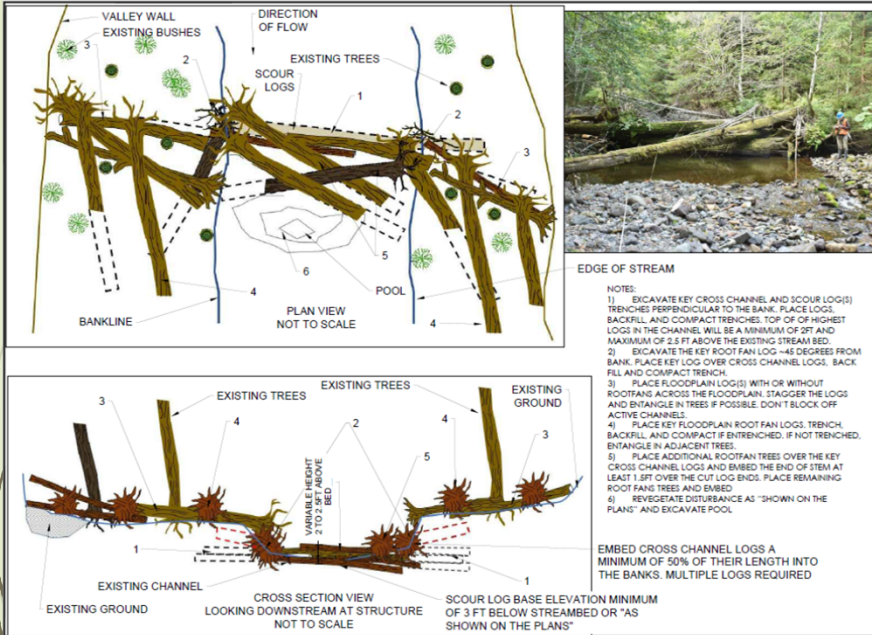 VALLEY WALL
EXISTING BUSHES
3
2
DIRECTION
OF FLOW
EXISTING TREES
SCOUR
LOGS
1
2
3
5
6
POOL
4
4
BANKLINE
PLAN VIEW
NOT TO SCALE
EDGE OF STREAM
NOTES:
1) EXCAVATE KEY CROSS CHANNEL AND SCOUR LOG(S)
TRENCHES PERPENDICULAR TO THE BANK. PLACE LOGS,
BACKFILL, AND COMPACT TRENCHES. TOP OF OF HIGHEST
LOGS IN THE CHANNEL WILL BE A MINIMUM OF 2FT AND
MAXIMUM OF 2.5 FT ABOVE THE EXISTING STREAM BED.
2) EXCAVATE THE KEY ROOT FAN LOG ~45 DEGREES FROM
BANK. PLACE KEY LOG OVER CROSS CHANNEL LOGS, BACK
FILL AND COMPACT TRENCH.
3) PLACE FLOODPLAIN LOG(S) WITH OR WITHOUT
ROOTFANS ACROSS THE FLOODPLAIN. STAGGER THE LOGS
AND ENTANGLE IN TREES IF POSSIBLE. DON'T BLOCK OFF
ACTIVE CHANNELS.
4) PLACE KEY FLOODPLAIN ROOT FAN LOGS. TRENCH,
BACKFILL, AND COMPACT IF ENTRENCHED. IF NOT TRENCHED,
ENTANGLE IN ADJACENT TREES.
5) PLACE ADDITIONAL ROOTFAN TREES OVER THE KEY
CROSS CHANNEL LOGS AND EMBED THE END OF STEM AT
LEAST 1.5FT OVER THE CUT LOG ENDS. PLACE REMAINING
ROOT FANS TREES AND EMBED
6) REVEGETATE DISTURBANCE AS "SHOWN ON THE
PLANS" AND EXCAVATE POOL
EXISTING TREES
EXISTING TREES
EXISTING
GROUND
3
4
2
4
3
5
VARIABLE HEIGHT
2 TO 2.5FT ABOVE
BED
1
1
EXISTING CHANNEL
EXISTING GROUND
CROSS SECTION VIEW
LOOKING DOWNSTREAM AT STRUCTURE
NOT TO SCALE
EMBED CROSS CHANNEL LOGS A
MINIMUM OF 50% OF THEIR LENGTH INTO
THE BANKS. MULTIPLE LOGS REQUIRED
SCOUR LOG BASE ELEVATION MINIMUM
OF 3 FT BELOW STREAMBED OR "AS
SHOWN ON THE PLANS"